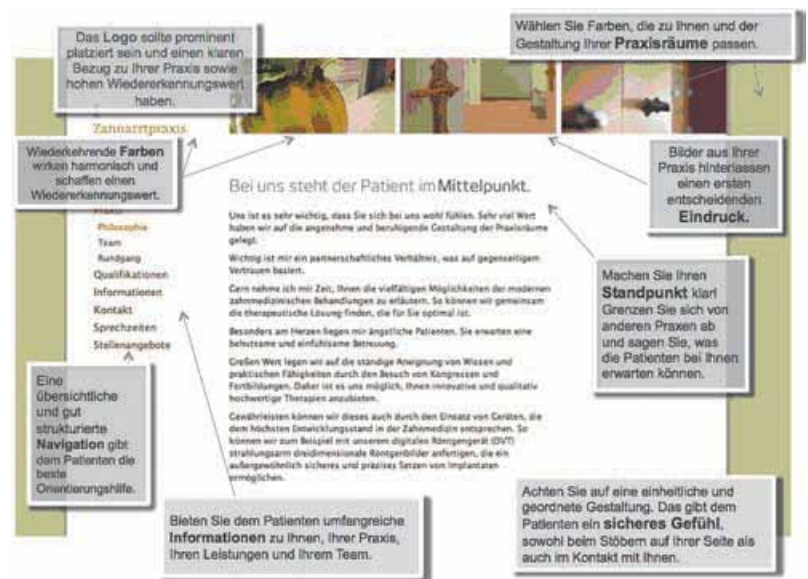 Das Logo sollte prominent
platziert sein und einen klaren
Bezug zu Ihrer Praxis sowie
hohen Wiedererkennungswert
haben.
Wählen Sie Farben, die zu Ihnen und der
Gestaltung Ihrer Praxisräume passen.
Zahnarztpraxis
Wiederkehrende Farben
wirken harmonisch und
schaffen einen
Wiedererkennungswert.
Bilder aus Ihrer
Praxis hinterlassen
einen ersten
entscheidenden
Eindruck.
Praxis
Philosophie
Team
Rundgang
Qualifikationen
Informationen
Kontakt
Sprechzeiten
Stellenangebote
Bei uns steht der Patient im Mittelpunkt.
Uns ist es sehr wichtig, dass Sie sich bei uns wohl fühlen. Sehr viel Wert
haben wir auf die angenehme und beruhigende Gestaltung der Praxisräume
gelegt.
Wichtig ist mir ein partnerschaftliches Verhältnis, was auf gegenseitigem
Vertrauen basiert.
Gern nehme ich mir Zeit, Ihnen die vielfältigen Möglichkeiten der modernen
zahnmedizinischen Behandlungen zu erläutern. So können wir gemeinsam
die therapeutische Lösung finden, die für Sie optimal ist.
Besonders am Herzen liegen mir ängstliche Patienten. Sie erwarten eine
behutsame und einfühlsame Betreuung.
Großen Wert legen wir auf die ständige Aneignung von Wissen und
praktischen Fähigkeiten durch den Besuch von Kongressen und
Fortbildungen. Daher ist es uns möglich, Ihnen innovative und qualitativ
hochwertige Therapien anzubieten.
Gewährleisten können wir dieses auch durch den Einsatz von Geräten, die
dem höchsten Entwicklungsstand in der Zahnmedizin entsprechen. So
können wir zum Beispiel mit unserem digitalen Röntgengerät (DVT)
strahlungsarm dreidimensionale Röntgenbilder anfertigen, die ein
außergewöhnlich sicheres und präzises Setzen von Implantaten
ermöglichen.
Machen Sie Ihren
Standpunkt klar!
Grenzen Sie sich von
anderen Praxen ab
und sagen Sie, was
die Patienten bei Ihnen
erwarten können.
Eine
übersichtliche
und gut
strukturierte
Navigation gibt
dem Patienten die
beste
Orientierungshilfe.
Bieten Sie dem Patienten umfangreiche
Informationen zu Ihnen, Ihrer Praxis,
Ihren Leistungen und Ihrem Team.
Achten Sie auf eine einheitliche und
geordnete Gestaltung. Das gibt dem
Patienten ein sicheres Gefühl,
sowohl beim Stöbern auf Ihrer Seite als
auch im Kontakt mit Ihnen.